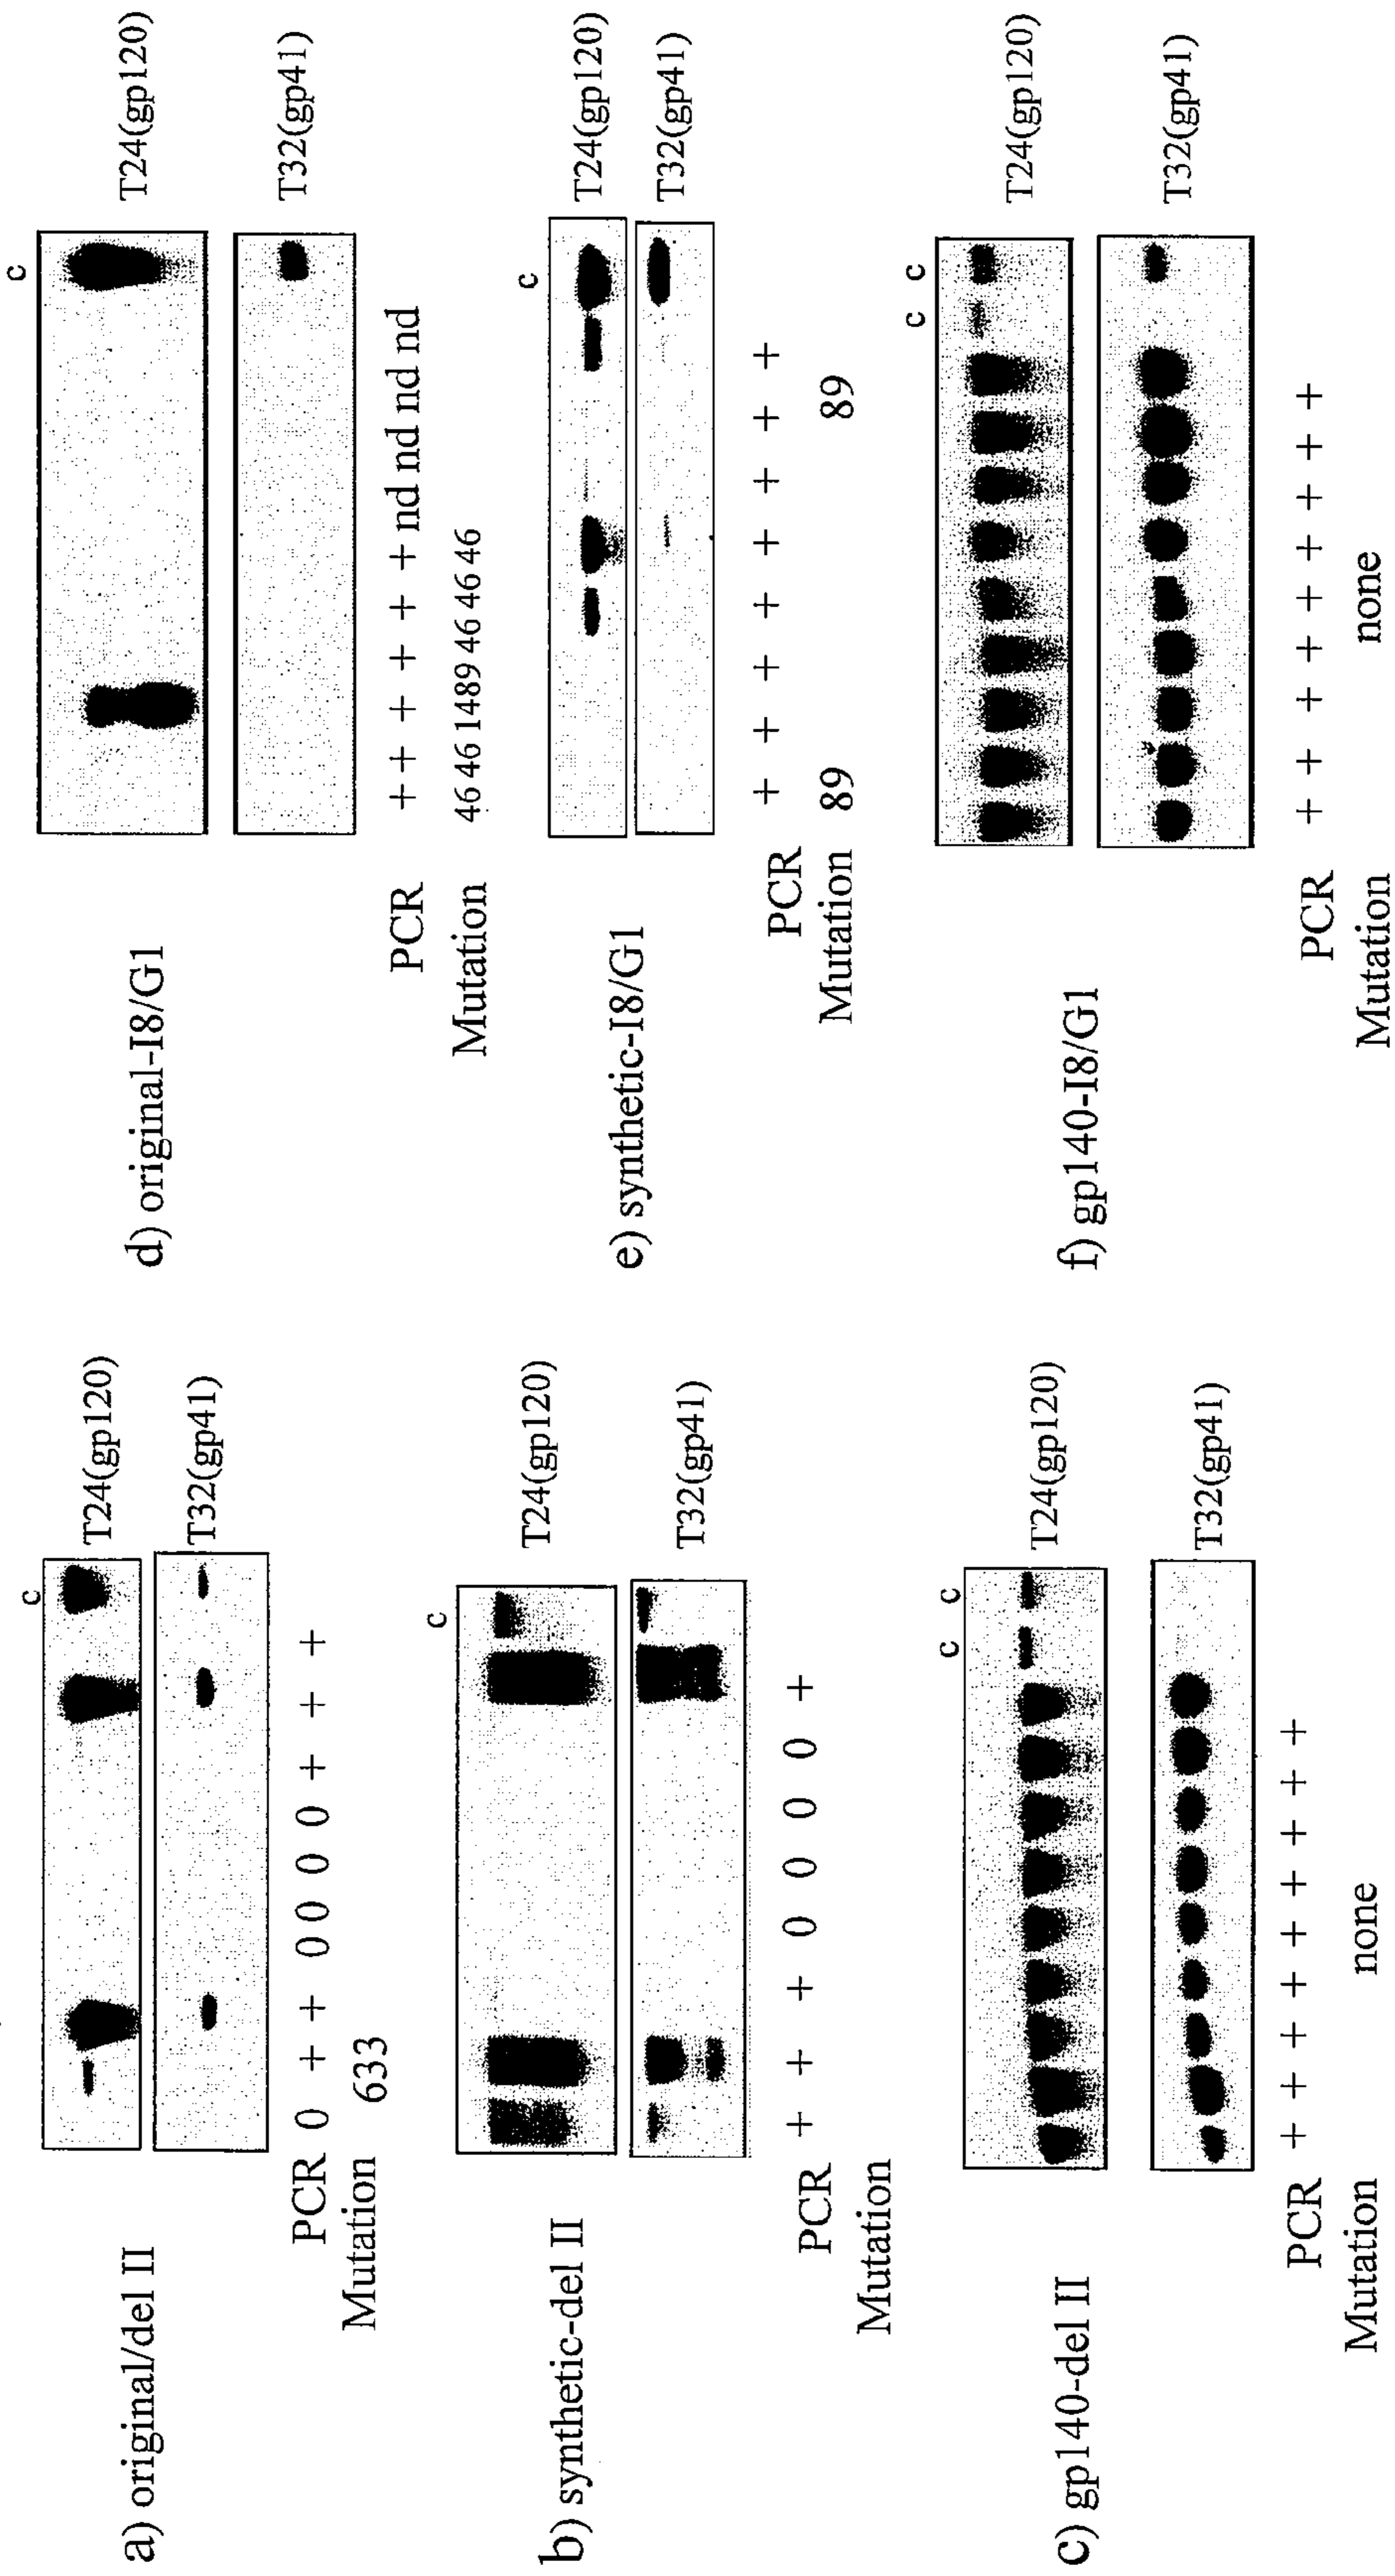 a) original/del II
c
T24(gp120)
T32(gp41)
PCR 0 + + 0 0 0 0 + + +
Mutation 633
b) synthetic-del II
c
T24(gp120)
T32(gp41)
PCR + + + 0 0 0 0 +
Mutation
c) gp140-del II
c c
T24(gp120)
T32(gp41)
PCR + + + + + + + + +
Mutation none
d) original-I8/G1
c
T24(gp120)
T32(gp41)
PCR + + + + + + nd nd nd nd
Mutation 46 46 1489 46 46 46 46
e) synthetic-I8/G1
c
T24(gp120)
T32(gp41)
PCR + + + + + + + +
Mutation 89 89
f) gp140-I8/G1
c c
T24(gp120)
T32(gp41)
PCR + + + + + + + + +
Mutation none